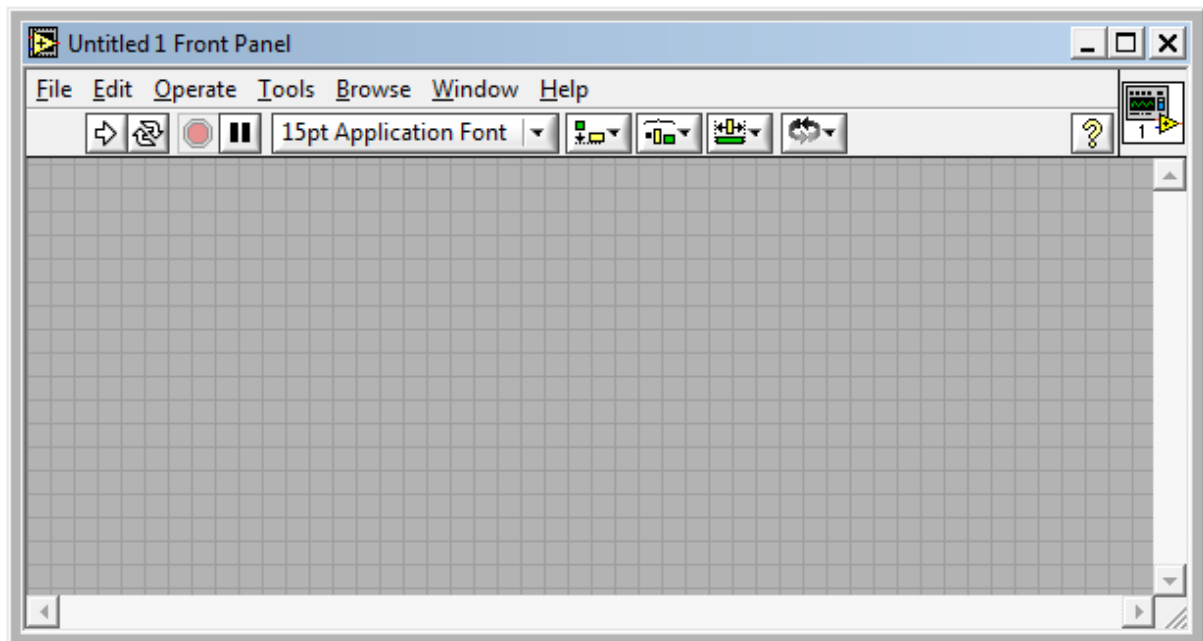 Untitled 1 Front Panel
File Edit Operate Tools Browse Window Help
15pt Application Font
1